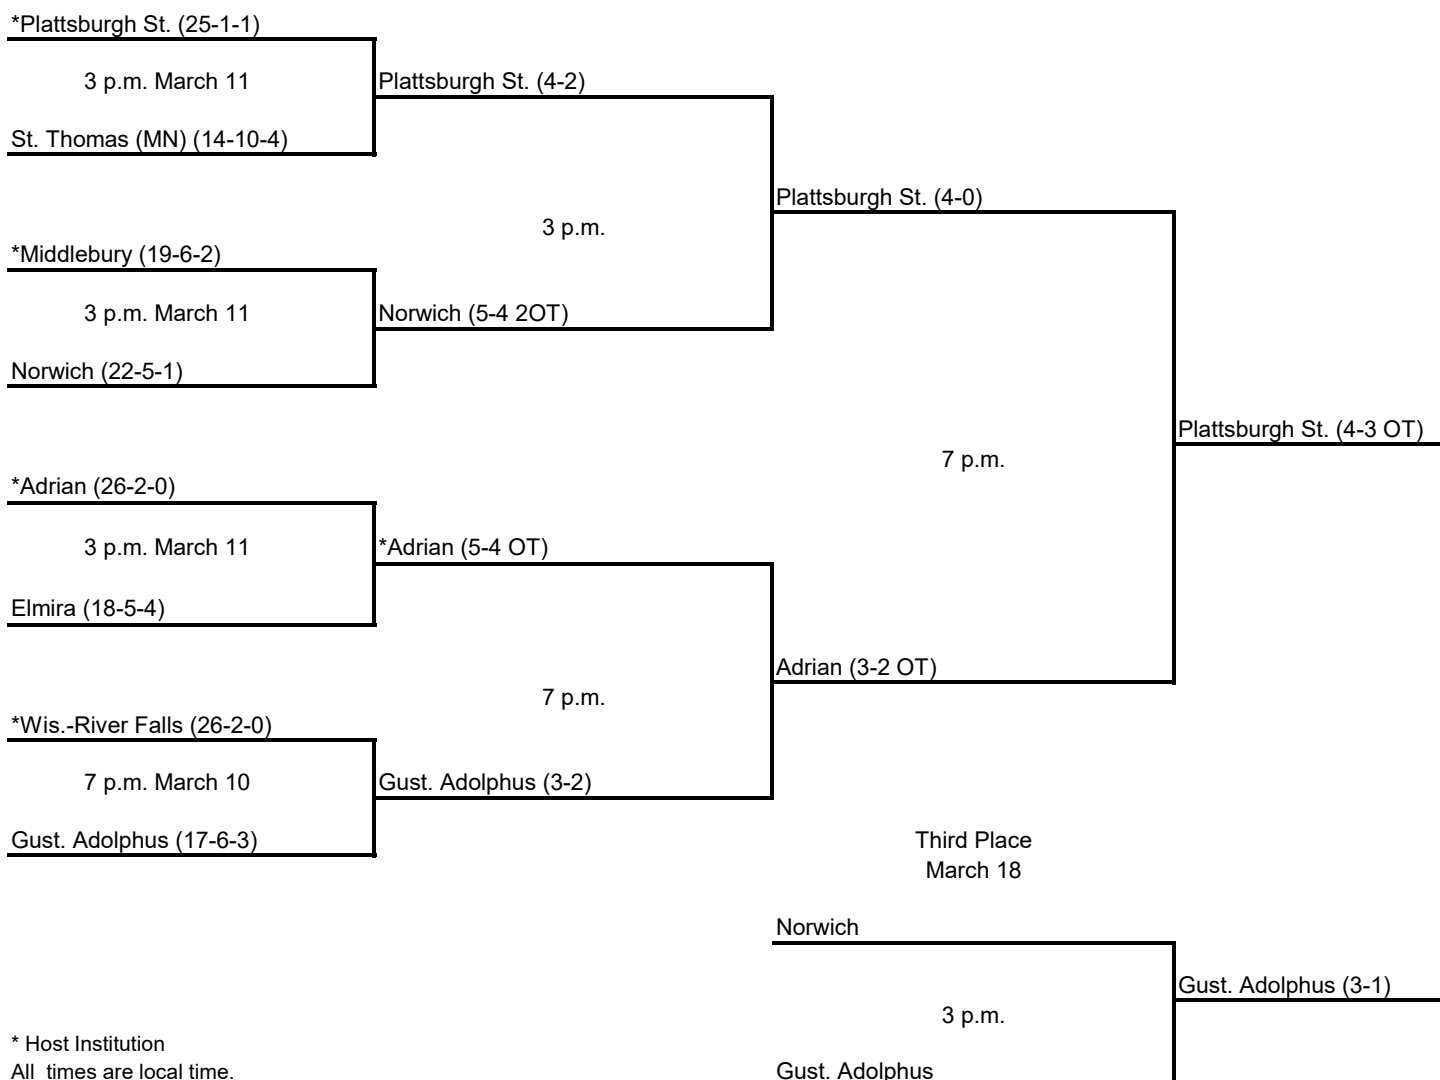 *Plattsburgh St. (25-1-1)
3 p.m. March 11
Plattsburgh St. (4-2)
St. Thomas (MN) (14-10-4)
Plattsburgh St. (4-0)
3 p.m.
*Middlebury (19-6-2)
3 p.m. March 11
Norwich (5-4 2OT)
Norwich (22-5-1)
Plattsburgh St. (4-3 OT)
7 p.m.
*Adrian (26-2-0)
3 p.m. March 11
*Adrian (5-4 OT)
Elmira (18-5-4)
Adrian (3-2 OT)
7 p.m.
*Wis.-River Falls (26-2-0)
7 p.m. March 10
Gust. Adolphus (3-2)
Gust. Adolphus (17-6-3)
Third Place
March 18
Norwich
Gust. Adolphus (3-1)
3 p.m.
* Host Institution
All times are local time.
Gust. Adolphus